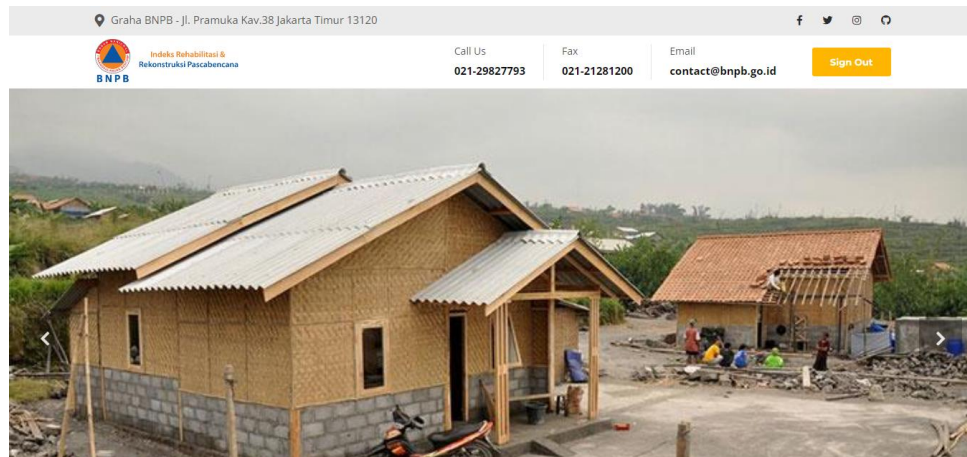 Graha BNPB - Jl. Pramuka Kav.38 Jakarta Timur 13120
BNPB
Indeks Rehabilitasi &
Rekonstruksi Pascabencana
Call Us
021-29827793
Fax
021-21281200
Email
contact@bnpb.go.id
Sign Out